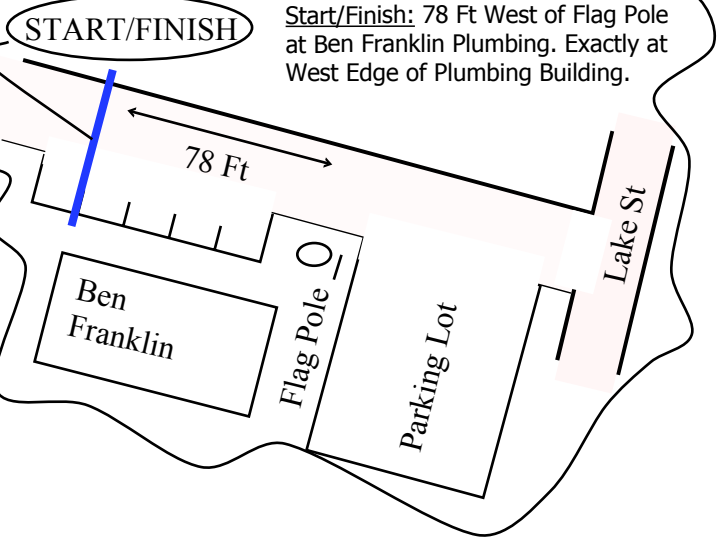 START/FINISH
Start/Finish: 78 Ft West of Flag Pole
at Ben Franklin Plumbing. Exactly at
West Edge of Plumbing Building.
78 Ft
Lake St
Ben
Franklin
Flag Pole
Parking Lot